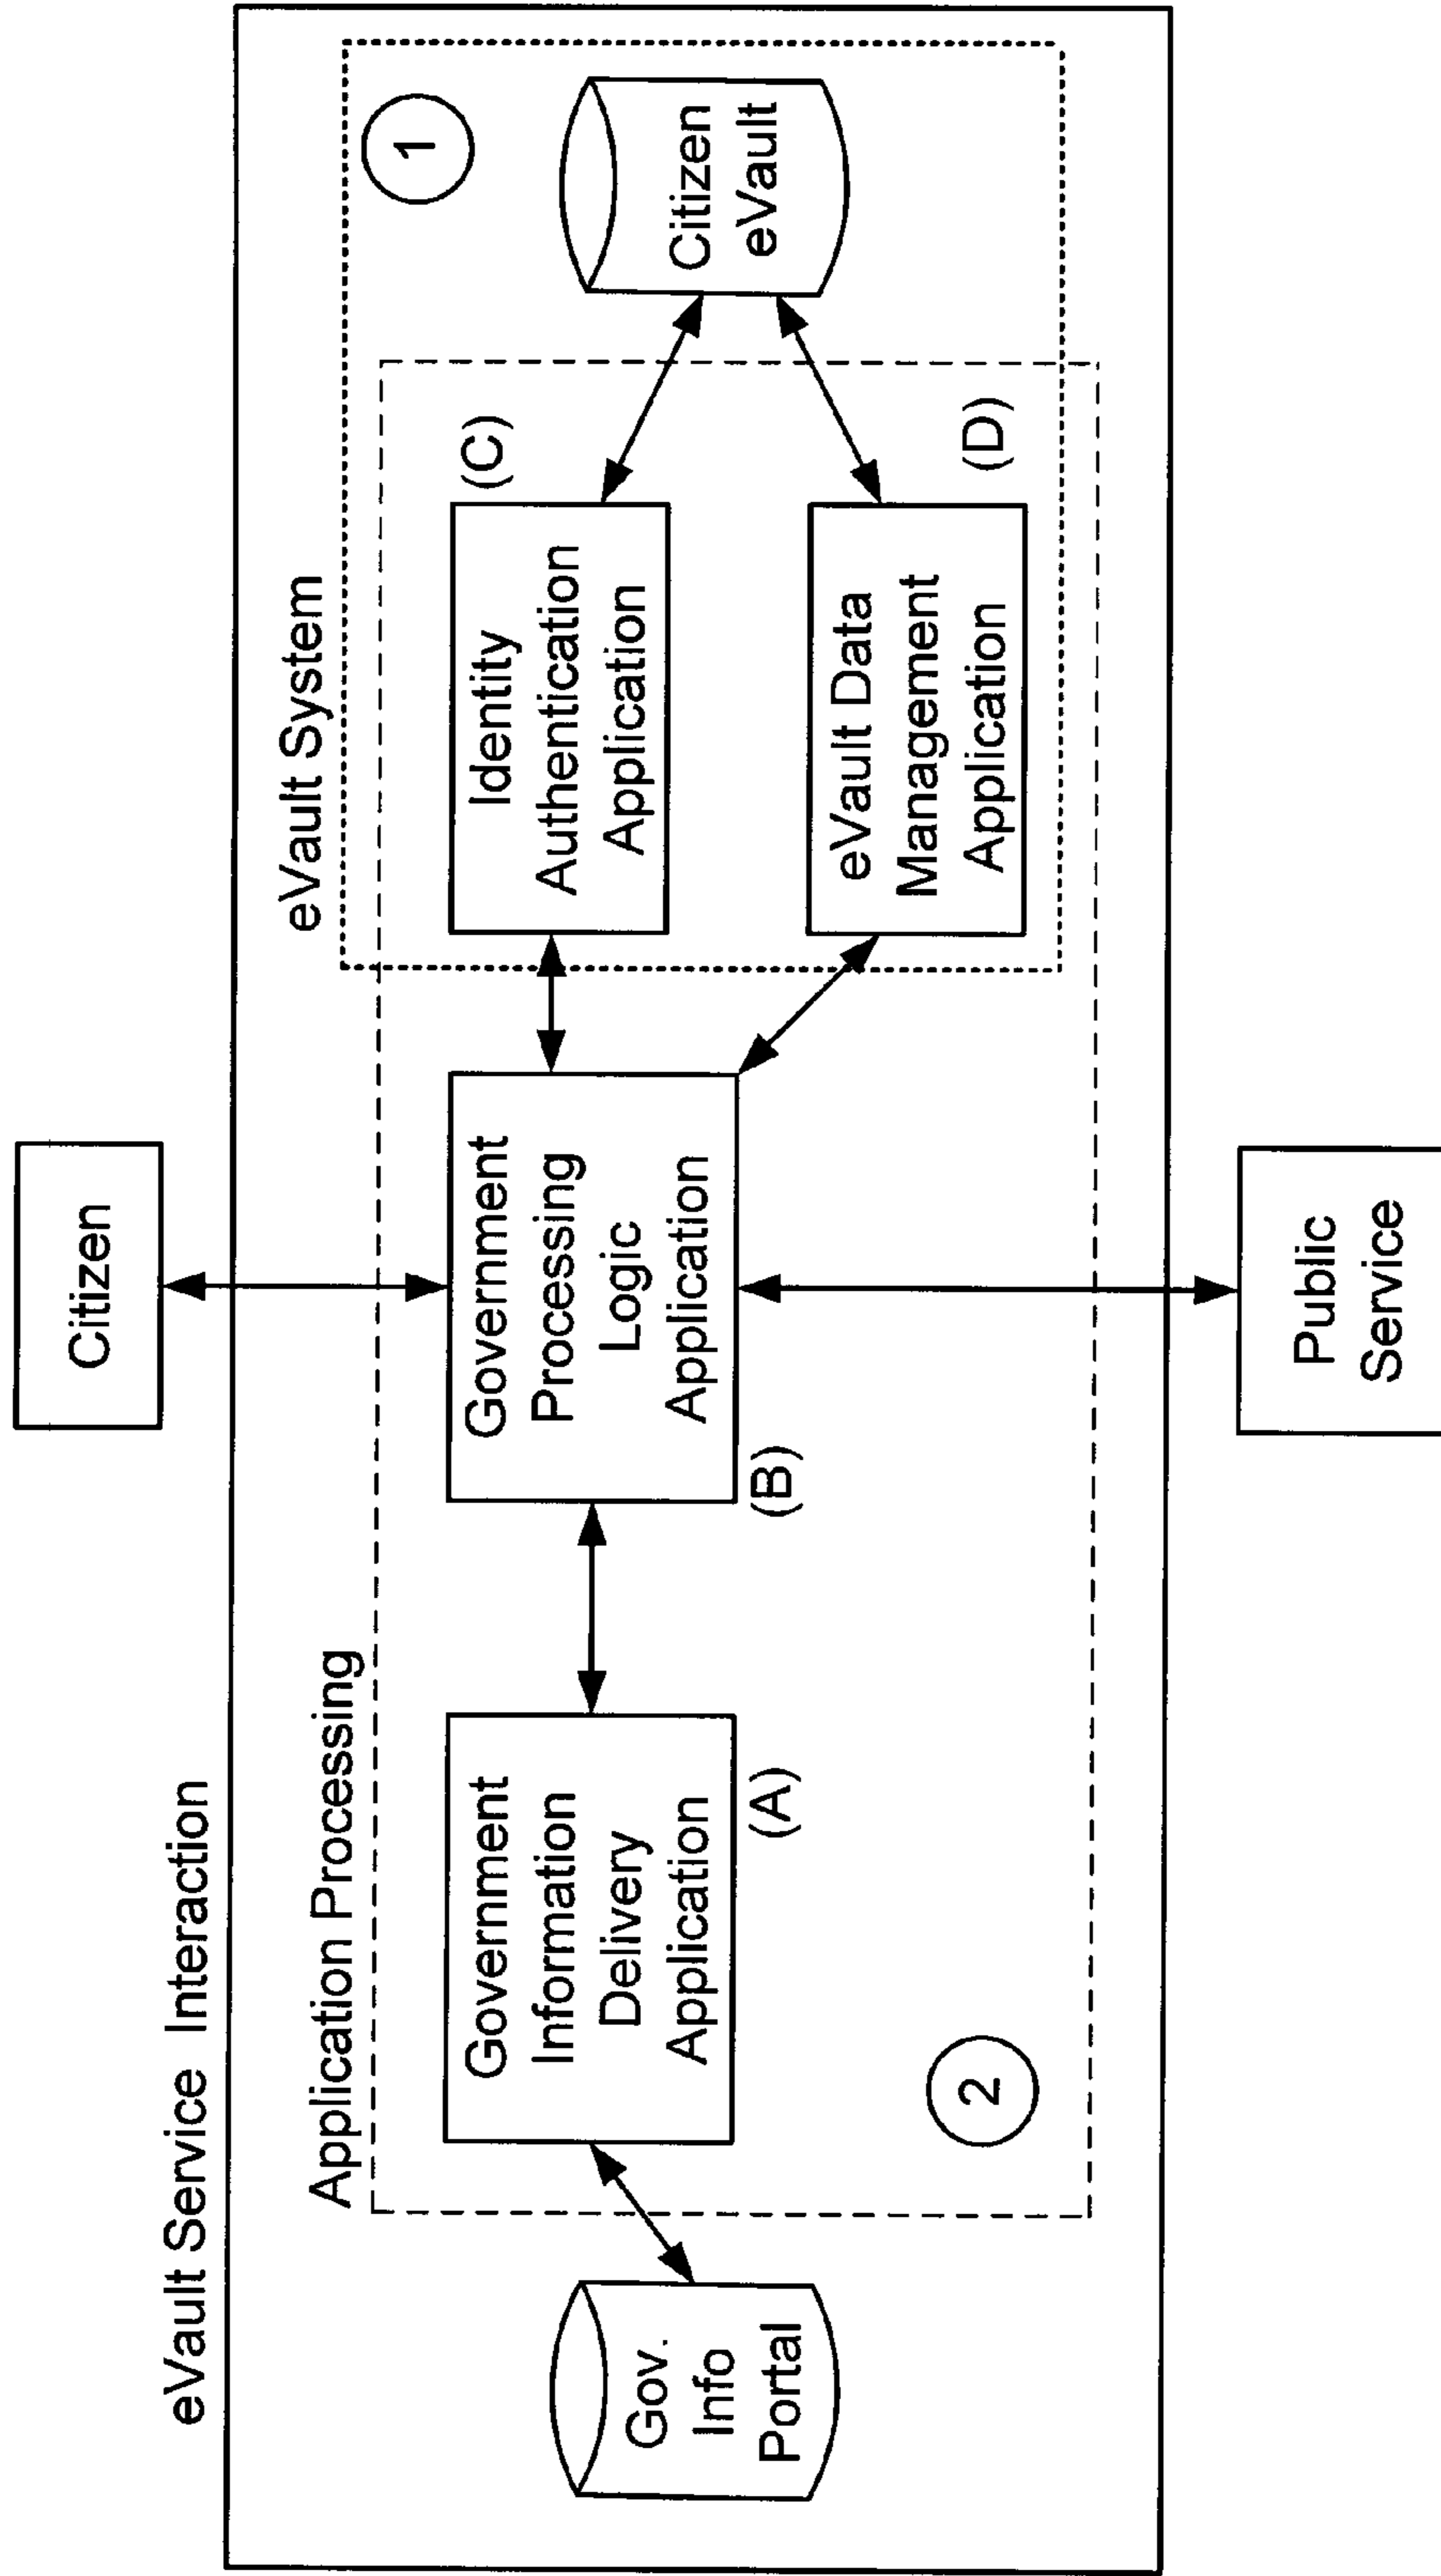 Citizen
eVault Service Interaction
Application Processing
eVault System
1
Gov.
Info
Portal
Government
Information
Delivery
Application
(A)
Government
Processing
Logic
Application
(B)
Identity
Authentication
Application
(C)
eVault Data
Management
Application
(D)
Citizen
eVault
2
Public
Service